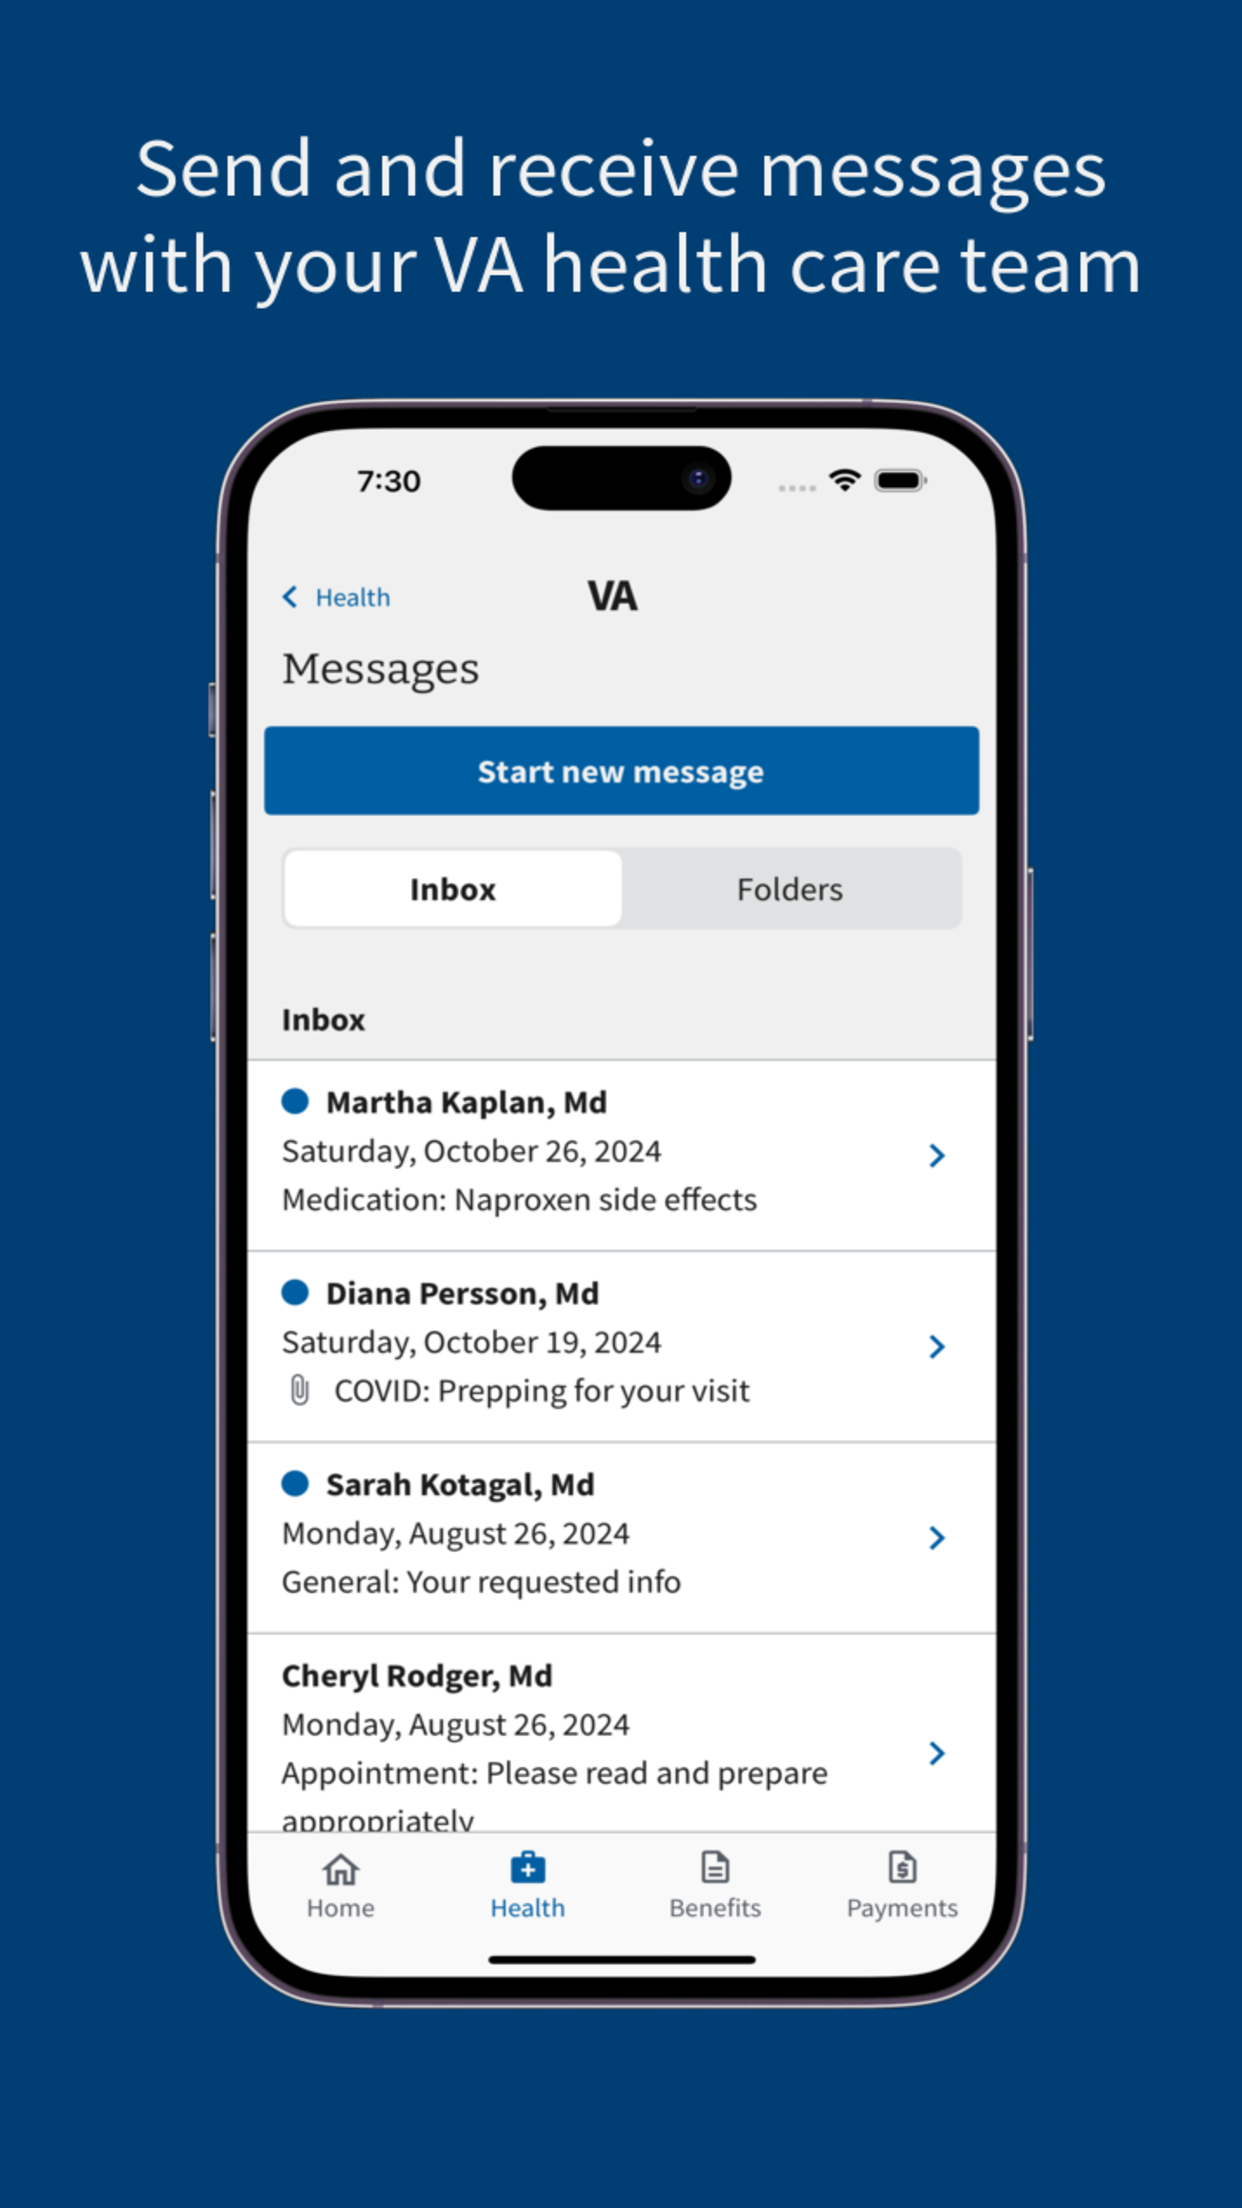 Send and receive messages
with your VA health care team
7:30
Health
VA
Messages
Start new message
Inbox
Folders
Inbox
Martha Kaplan, Md
Saturday, October 26, 2024
Medication: Naproxen side effects
Diana Persson, Md
Saturday, October 19, 2024
COVID: Prepping for your visit
Sarah Kotagal, Md
Monday, August 26, 2024
General: Your requested info
Cheryl Rodger, Md
Monday, August 26, 2024
Appointment: Please read and prepare
appropriately
Home
Health
Benefits
Payments